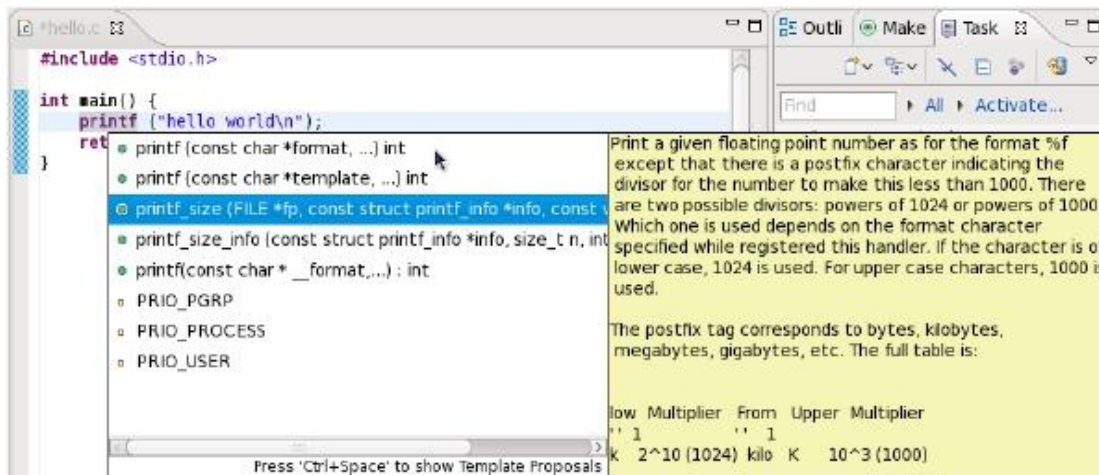 *hello.c
Outli Make Task
#include <stdio.h>
Find All Activate...
int main() {
printf ("hello world\n");
ret
}
printf (const char *format, ...) int
printf (const char *template, ...) int
printf_size (FILE *fp, const struct printf_info *info, const
printf_size_info (const struct printf_info *info, size_t n, int
printf(const char * __format,...) : int
PRIO_PGRP
PRIO_PROCESS
PRIO_USER
Press 'Ctrl+Space' to show Template Proposals
Print a given floating point number as for the format %f
except that there is a postfix character indicating the
divisor for the number to make this less than 1000. There
are two possible divisors: powers of 1024 or powers of 1000
Which one is used depends on the format character
specified while registered this handler. If the character is o
lower case, 1024 is used. For upper case characters, 1000 is
used.
The postfix tag corresponds to bytes, kilobytes,
megabytes, gigabytes, etc. The full table is:
low Multiplier From Upper Multiplier
'' 1 '' 1
k 2^10 (1024) kilo K 10^3 (1000)